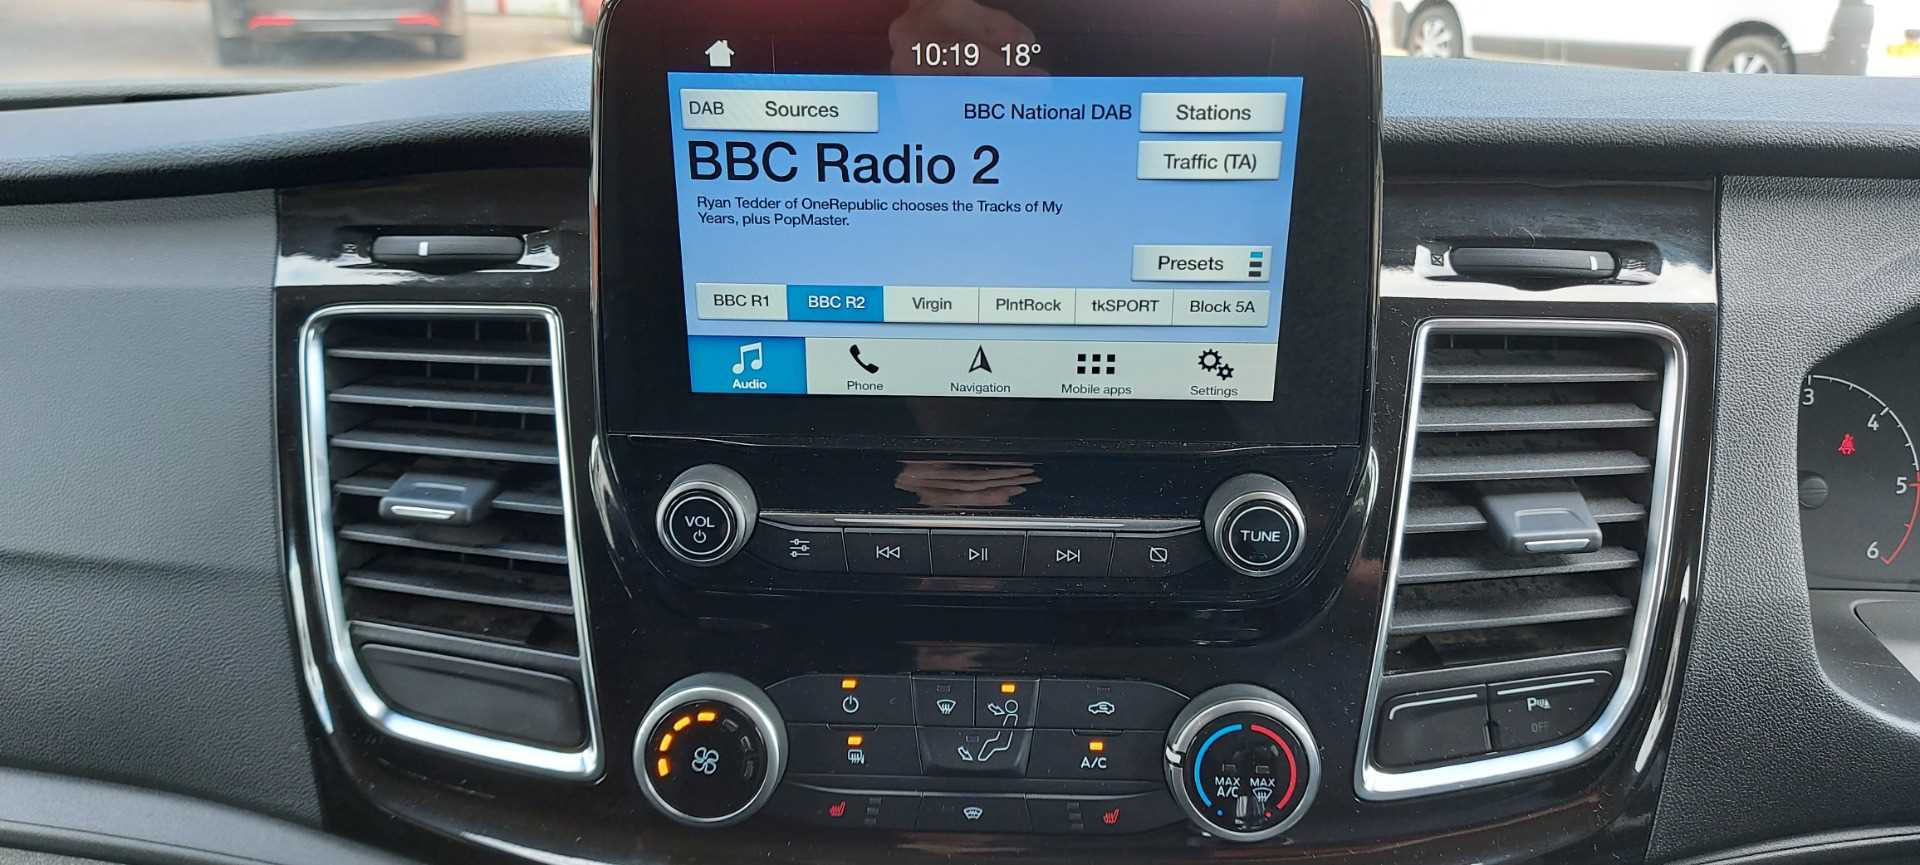 10:19 18°
DAB Sources
BBC National DAB Stations
BBC Radio 2
Traffic (TA)
Ryan Tedder of OneRepublic chooses the Tracks of My
Years, plus PopMaster.
Presets
BBC R1 BBC R2 Virgin PlntRock tkSPORT Block 5A
Audio Phone Navigation Mobile apps Settings
3
4
5
6
VOL
TUNE
A/C
MAX
A/C
MAX
P
OFF